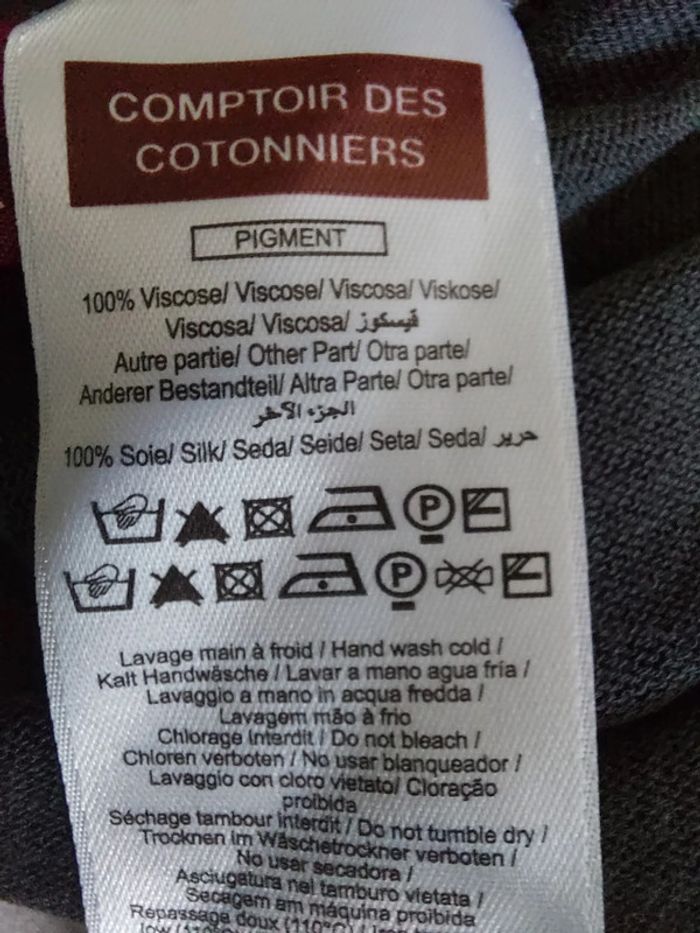 COMPTOIR DES
COTONNIERS
PIGMENT
100% Viscose/ Viscose/ Viscosa/ Viskose/
Viscosa/ Viscosa/ ڤيسكوز
Autre partie/ Other Part/ Otra parte/
Anderer Bestandteil/ Altra Parte/ Otra parte/
الجزء الآخر
100% Soie/ Silk/ Seda/ Seide/ Seta/ Seda/ حرير
P
P
Lavage main à froid / Hand wash cold /
Kalt Handwäsche / Lavar a mano agua fria /
Lavaggio a mano in acqua fredda /
Lavagem mão à frio
Chlorage Interdit / Do not bleach /
Chloren verboten / No usar blanqueador /
Lavaggio con cloro vietato/ Cloração
proibida
Séchage tambour interdit / Do not tumble dry /
Trocknen im Wäschetrockner verboten /
No usar secadora /
Asciugatura nel tamburo vietata /
Secagem am máquina proibida
Repassage doux (110°C) /